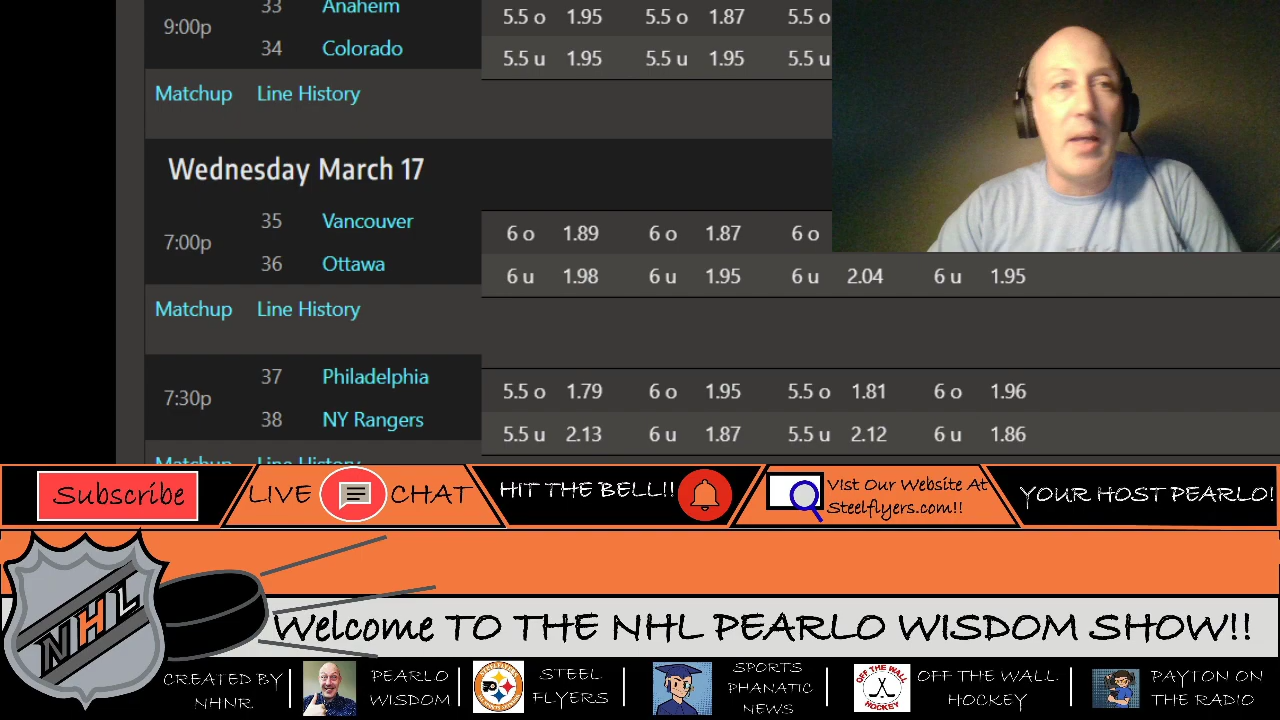 33 Anaheim 5.5 o 1.95 5.5 o 1.87 5.5 o
9:00p
34 Colorado 5.5 u 1.95 5.5 u 1.95 5.5 u
Matchup Line History
Wednesday March 17
35 Vancouver 6 o 1.89 6 o 1.87 6 o
7:00p
36 Ottawa 6 u 1.98 6 u 1.95 6 u 2.04 6 u 1.95
Matchup Line History
37 Philadelphia 5.5 o 1.79 6 o 1.95 5.5 o 1.81 6 o 1.96
7:30p
38 NY Rangers 5.5 u 2.13 6 u 1.87 5.5 u 2.12 6 u 1.86
Matchup Line History
Subscribe LIVE CHAT HIT THE BELL!! VIst Our Website At YOUR HOST PEARLO!
Steelflyers.com!!
NHL
Welcome TO THE NHL PEARLO WISDOM SHOW!!
CREATED BY PEARLO STEEL SPORTS OFF THE WALL PAYTON ON
NHNR WISDOM FLYERS PHANATIC HOCKEY THE RADIO
NEWS
OFF THE WALL
HOCKEY